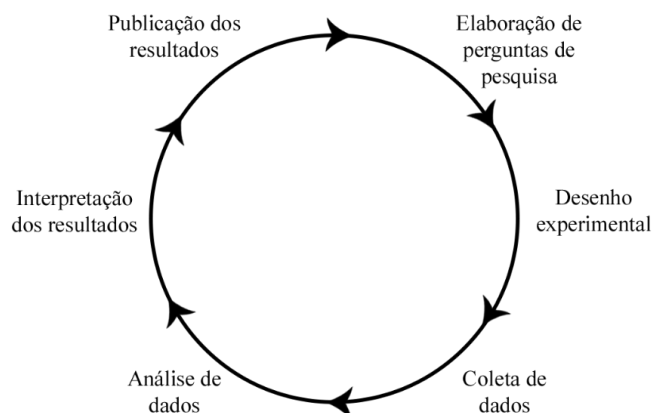 Publicação dos
resultados
Elaboração de
perguntas de
pesquisa
Desenho
experimental
Coleta de
dados
Análise de
dados
Interpretação
dos resultados